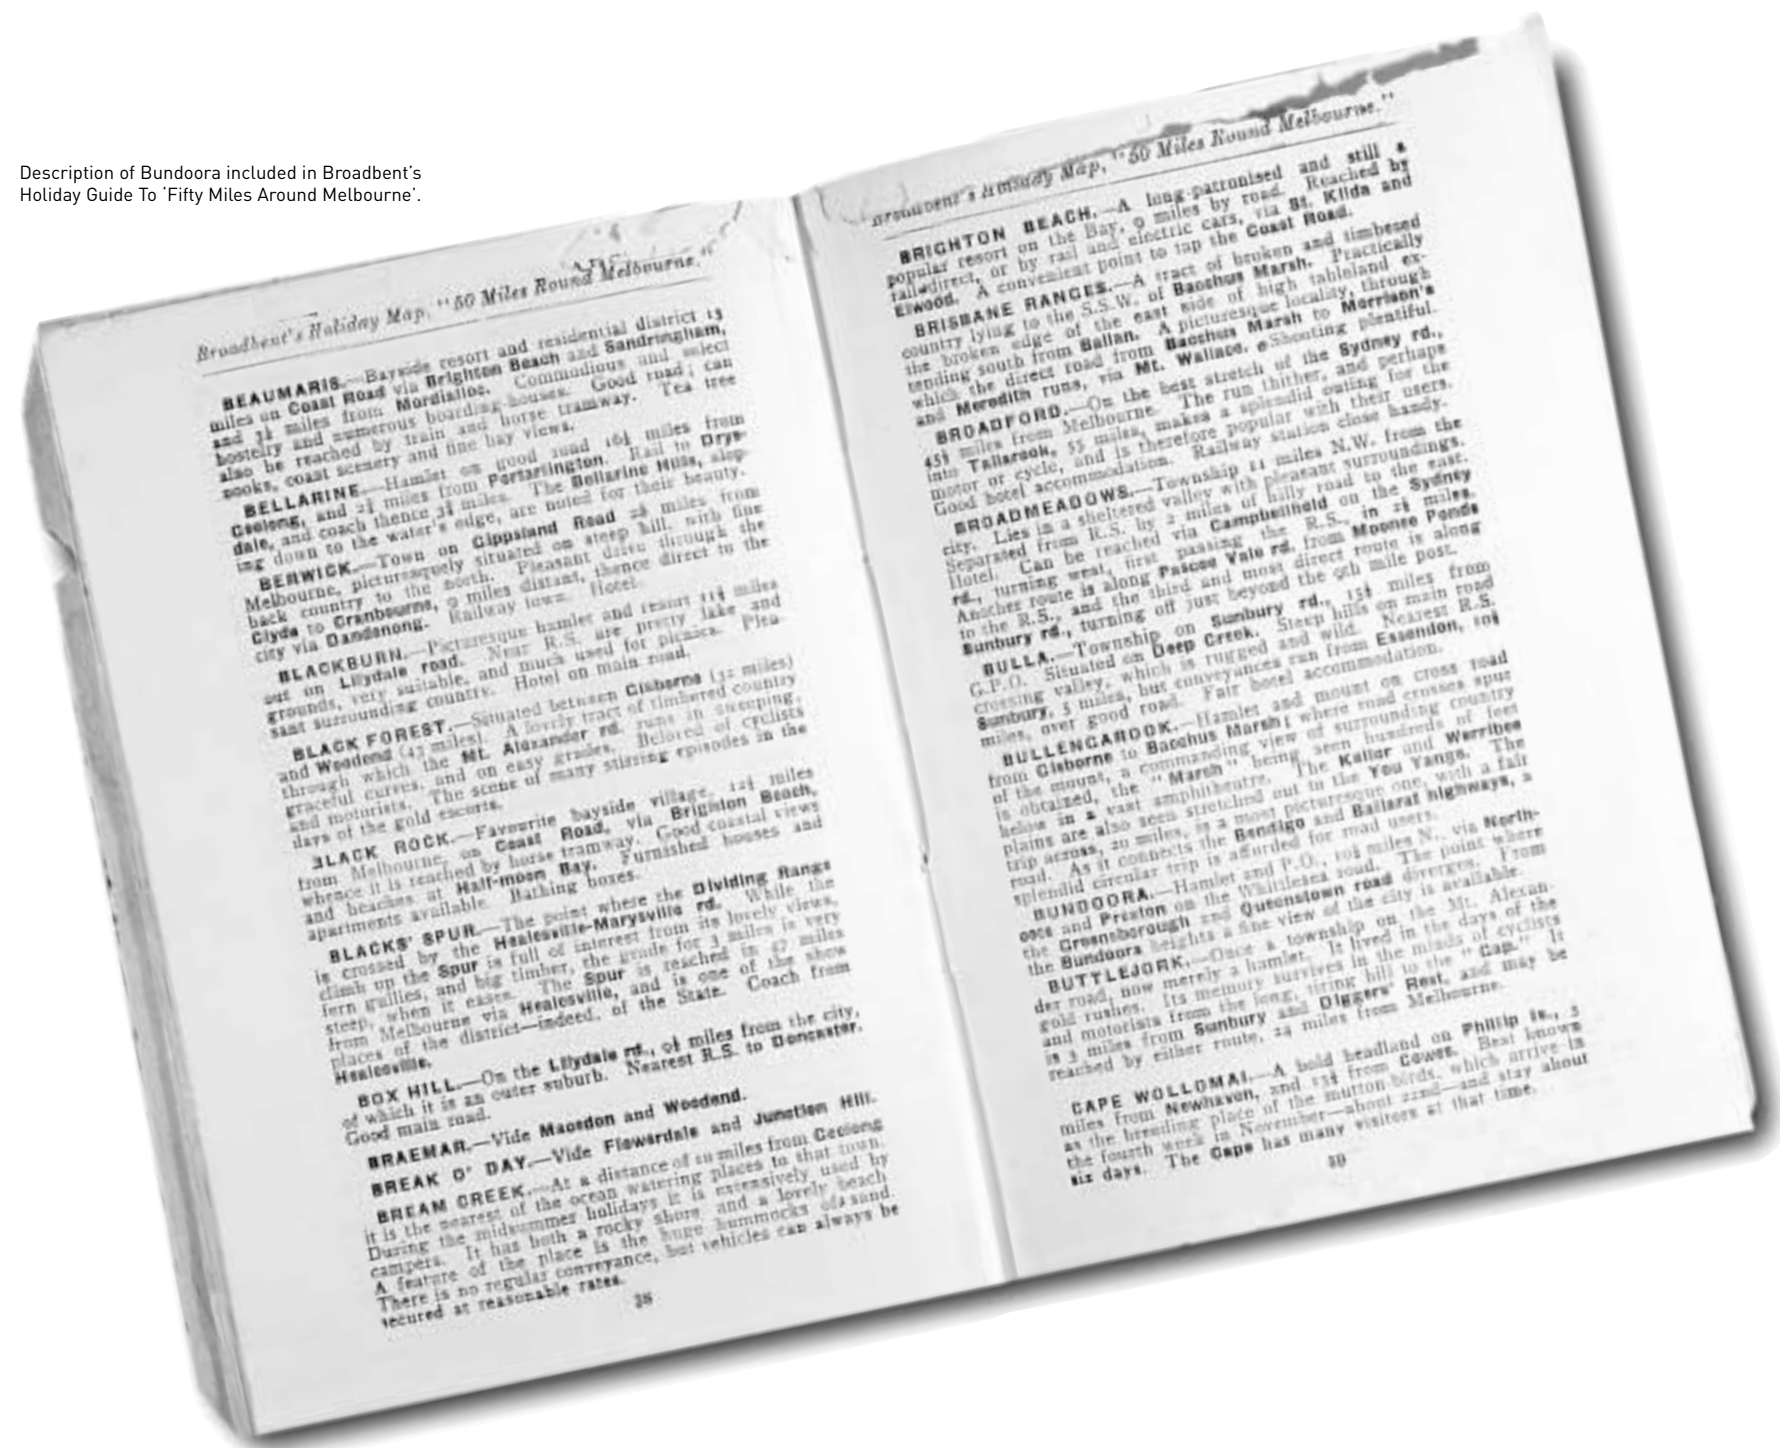 Description of Bundoora included in Broadbent's
Holiday Guide To 'Fifty Miles Around Melbourne'.
Broadbent's Holiday Map, "50 Miles Round Melbourne."
BEAUMARIS.—Bayside resort and residential district 13
miles on Coast Road via Brighton Beach and Sandringham,
and 3½ miles from Mordialloc. Commodious and select
hostelry and numerous boarding-houses. Good road; can
also be reached by train and horse tramway. Tea tree
nooks, coast scenery and fine bay views.
BELLARINE.—Hamlet on good road 16½ miles from
Geelong, and 2½ miles from Portarlington. Rail to Drys-
dale, and coach thence 3½ miles. The Bellarine Hills, slop-
ing down to the water's edge, are noted for their beauty.
BERWICK.—Town on Gippsland Road miles from
Melbourne, picturesquely situated on steep hill, with fine
back country to the north. Pleasant drive through the
Clyde to Cranbourne, 9 miles distant, thence direct to the
city via Dandenong. Railway town. Hotel.
BLACKBURN.—Picturesque hamlet and resort 11½ miles
out on Lilydale road. Near R.S. are pretty lake and
grounds, very suitable, and much used for picnics. Plea-
sant surrounding country. Hotel on main road.
BLACK FOREST.—Situated between Gisborne (32 miles)
and Woodend (43 miles). A lovely tract of timbered country
through which the Mt. Alexander rd. runs in sweeping,
graceful curves, and on easy grades. Beloved of cyclists
and motorists. The scene of many stirring episodes in the
days of the gold escorts.
BLACK ROCK.—Favourite bayside village, 12½ miles
from Melbourne, on Coast Road, via Brighton Beach,
whence it is reached by horse tramway. Good coastal views
and beaches at Half-moon Bay. Furnished houses and
apartments available. Bathing boxes.
BLACKS' SPUR.—The point where the Dividing Range
is crossed by the Healesville-Marysville rd. While the
climb up the Spur is full of interest from its lovely views,
fern gullies, and big timber, the grade for 3 miles is very
steep, when it eases. The Spur is reached in 47 miles
from Melbourne via Healesville, and is one of the show
places of the district—indeed, of the State. Coach from
Healesville.
BOX HILL.—On the Lilydale rd., 9½ miles from the city,
of which it is an outer suburb. Nearest R.S. to Doncaster.
Good main road.
BRAEMAR.—Vide Macedon and Woodend.
BREAK O' DAY.—Vide Flowerdale and Junction Hill.
BREAM CREEK.—At a distance of miles from Geelong
it is the nearest of the ocean watering places to that town.
During the midsummer holidays it is extensively used by
campers. It has both a rocky shore and a lovely beach
A feature of the place is the huge hummocks of sand.
There is no regular conveyance, but vehicles can always be
secured at reasonable rates.
38
Broadbent's Holiday Map, "50 Miles Round Melbourne."
BRIGHTON BEACH.—A long-patronised and still a
popular resort on the Bay, 9 miles by road. Reached by
rail direct, or by rail and electric cars, via St. Kilda and
Elwood. A convenient point to tap the Coast Road.
BRISBANE RANGES.—A tract of broken and timbered
country lying to the S.S.W. of Bacchus Marsh. Practically
the broken edge of the east side of high tableland ex-
tending south from Ballan. A picturesque locality, through
which the direct road from Bacchus Marsh to Morrison's
and Meredith runs, via Mt. Wallace. Shooting plentiful.
BROADFORD.—On the best stretch of the Sydney rd.,
45½ miles from Melbourne. The run thither, and perhaps
into Tallarook, 55 miles, makes a splendid outing for the
motor or cycle, and is therefore popular with their users.
Good hotel accommodation. Railway station close handy.
BROADMEADOWS.—Township 11 miles N.W. from the
city. Lies in a sheltered valley with pleasant surroundings.
Separated from R.S. by 2 miles of hilly road to the east.
Hotel. Can be reached via Campbellfield on the Sydney
rd., turning west, first passing the R.S., in 2½ miles.
Another route is along Pascoe Vale rd. from Moonee Ponds
to the R.S., and the third and most direct route is along
Sunbury rd., turning off just beyond the 9th mile post.
BULLA.—Township on Sunbury rd., 15½ miles from
G.P.O. Situated on Deep Creek. Steep hills on main road
crossing valley, which is rugged and wild. Nearest R.S.
Sunbury, 5 miles, but conveyances run from Essendon, 10½
miles, over good road. Fair hotel accommodation.
BULLENGAROOK.—Hamlet and mount on cross road
from Gisborne to Bacchus Marsh; where road crosses spur
of the mount, a commanding view of surrounding country
is obtained, the "Marsh" being seen hundreds of feet
below in a vast amphitheatre. The Keilor and Werribee
plains are also seen stretched out to the You Yangs. The
trip across, 20 miles, is a most picturesque one, with a fair
road. As it connects the Bendigo and Ballarat highways, a
splendid circular trip is afforded for road users.
BUNDOORA.—Hamlet and P.O., 10½ miles N., via North-
cote and Preston on the Whittlesea road. The point where
the Greensborough and Queenstown road diverges. From
the Bundoora heights a fine view of the city is available.
BUTTLEJORK.—Once a township on the Mt. Alexan-
der road, now merely a hamlet. It lived in the days of the
gold rushes. Its memory survives in the minds of cyclists
and motorists from the long, tiring hill to the "Gap." It
is 3 miles from Sunbury and Diggers' Rest, and may be
reached by either route, 24 miles from Melbourne.
CAPE WOLLOMAI.—A bold headland on Phillip Is., 5
miles from Newhaven, and 13½ from Cowes. Best known
as the breeding place of the mutton-birds, which arrive in
the fourth week in November—about 22nd—and stay about
six days. The Cape has many visitors at that time.
39